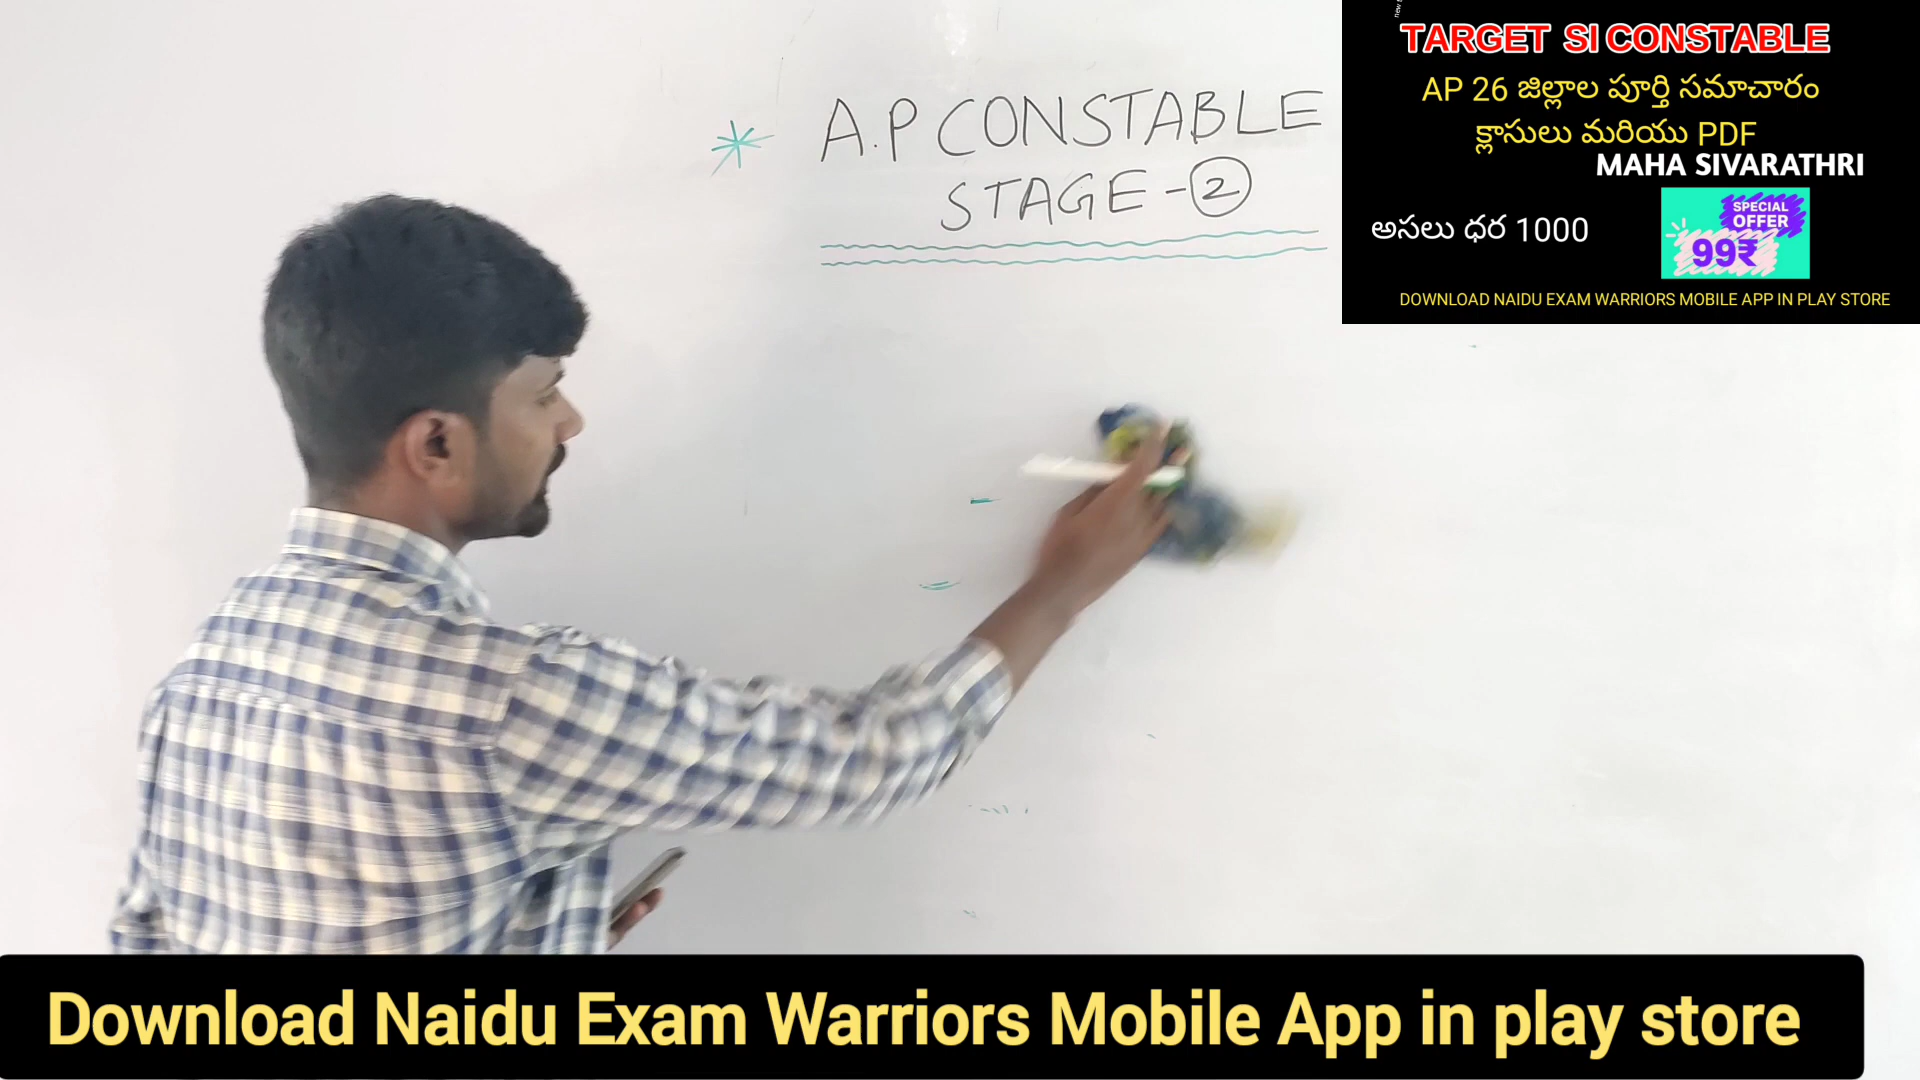 A.P CONSTABLE
STAGE-2
TARGET SI CONSTABLE
AP 26 జిల్లాల పూర్తి సమాచారం
క్లాసులు మరియు PDF
MAHA SIVARATHRI
అసలు ధర 1000
SPECIAL
OFFER
99₹
DOWNLOAD NAIDU EXAM WARRIORS MOBILE APP IN PLAY STORE
Download Naidu Exam Warriors Mobile App in play store